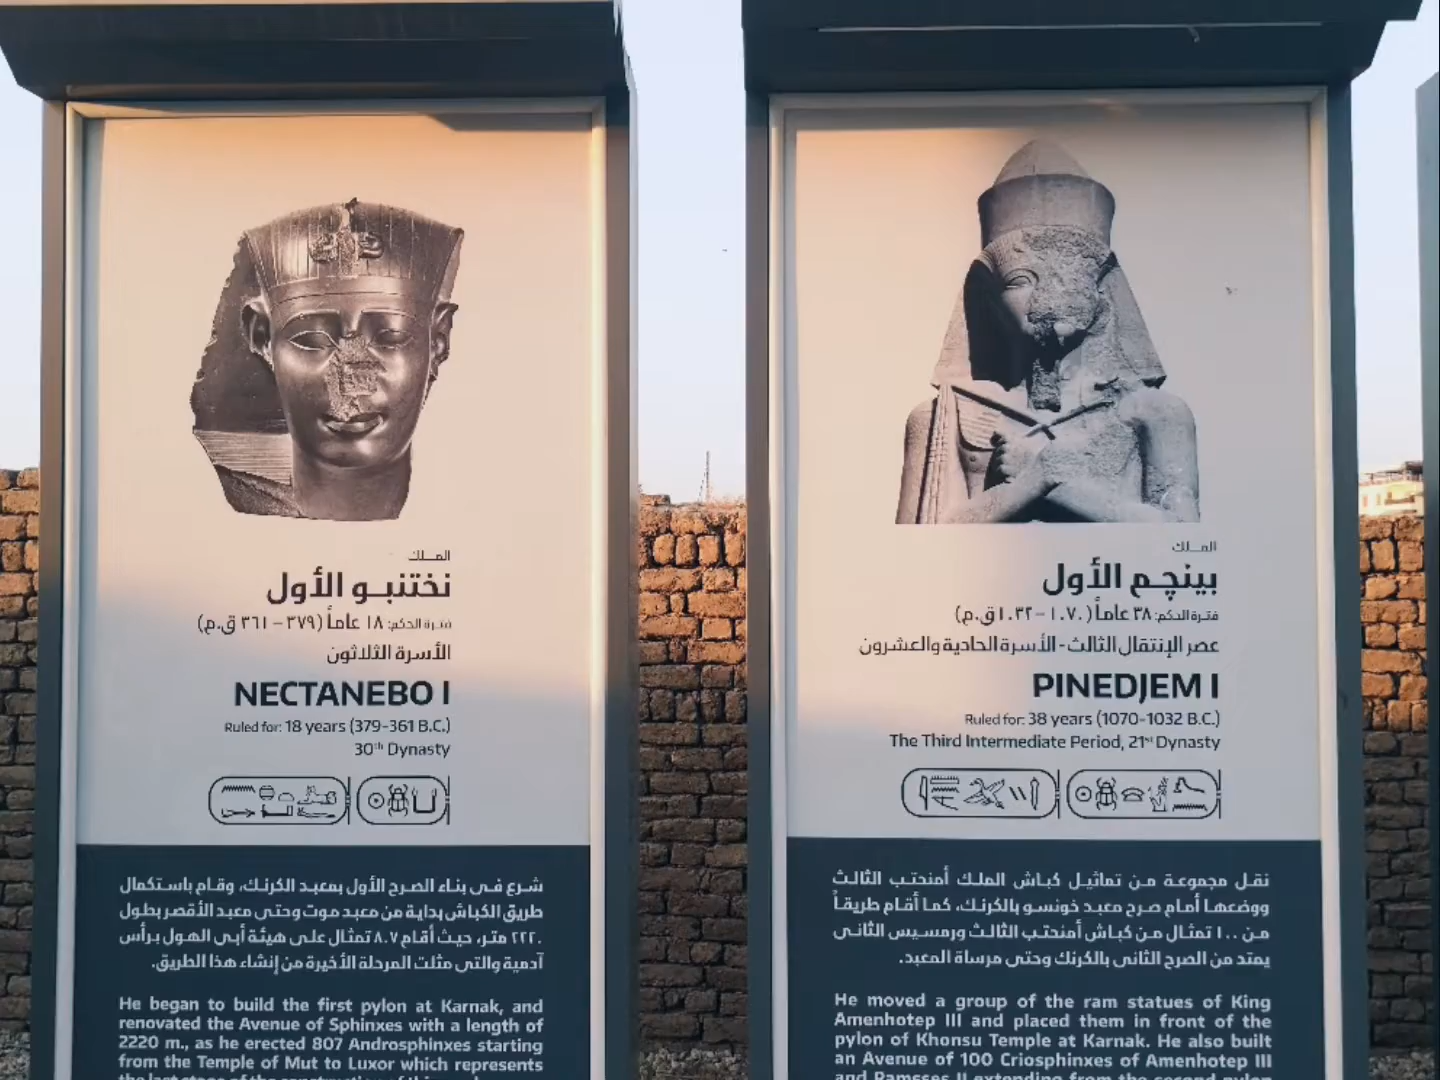 الملك
نختنبو الأول
فترة الحكم: ١٨ عاماً (٣٧٩ – ٣٦١ ق.م)
الأسرة الثلاثون
NECTANEBO I
Ruled for: 18 years (379-361 B.C.)
30th Dynasty
شرع فى بناء الصرح الأول بمعبد الكرنك، وقام باستكمال
طريق الكباش بداية من معبد موت وحتى معبد الأقصر بطول
٢٢٢٠ متر، حيث أقام ٨٠٧ تمثال على هيئة أبى الهول برأس
آدمية والتى مثلت المرحلة الأخيرة من إنشاء هذا الطريق.
He began to build the first pylon at Karnak, and
renovated the Avenue of Sphinxes with a length of
2220 m., as he erected 807 Androsphinxes starting
from the Temple of Mut to Luxor which represents
الملك
بينچم الأول
فترة الحكم: ٣٨ عاماً (١٠٧٠ – ١٠٣٢ ق.م)
عصر الإنتقال الثالث - الأسرة الحادية والعشرون
PINEDJEM I
Ruled for: 38 years (1070-1032 B.C.)
The Third Intermediate Period, 21st Dynasty
نقل مجموعة من تماثيل كباش الملك أمنحتب الثالث
ووضعها أمام صرح معبد خونسو بالكرنك، كما أقام طريقاً
من ١٠٠ تمثال من كباش أمنحتب الثالث ورمسيس الثانى
يمتد من الصرح الثانى بالكرنك وحتى مرساة المعبد.
He moved a group of the ram statues of King
Amenhotep III and placed them in front of the
pylon of Khonsu Temple at Karnak. He also built
an Avenue of 100 Criosphinxes of Amenhotep III
and Ramsses II extending from the second pylon